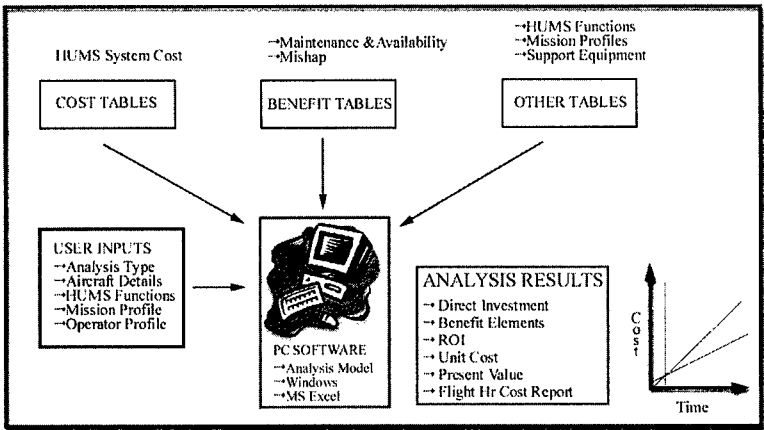 HUMS System Cost
COST TABLES
→Maintenance & Availability
→Mishap
BENEFIT TABLES
→HUMS Functions
→Mission Profiles
→Support Equipment
OTHER TABLES
USER INPUTS
→Analysis Type
→Aircraft Details
→HUMS Functions
→Mission Profile
→Operator Profile
PC SOFTWARE
→Analysis Model
→Windows
→MS Excel
ANALYSIS RESULTS
→Direct Investment
→Benefit Elements
→ROI
→Unit Cost
→Present Value
→Flight Hr Cost Report
Cost
Time